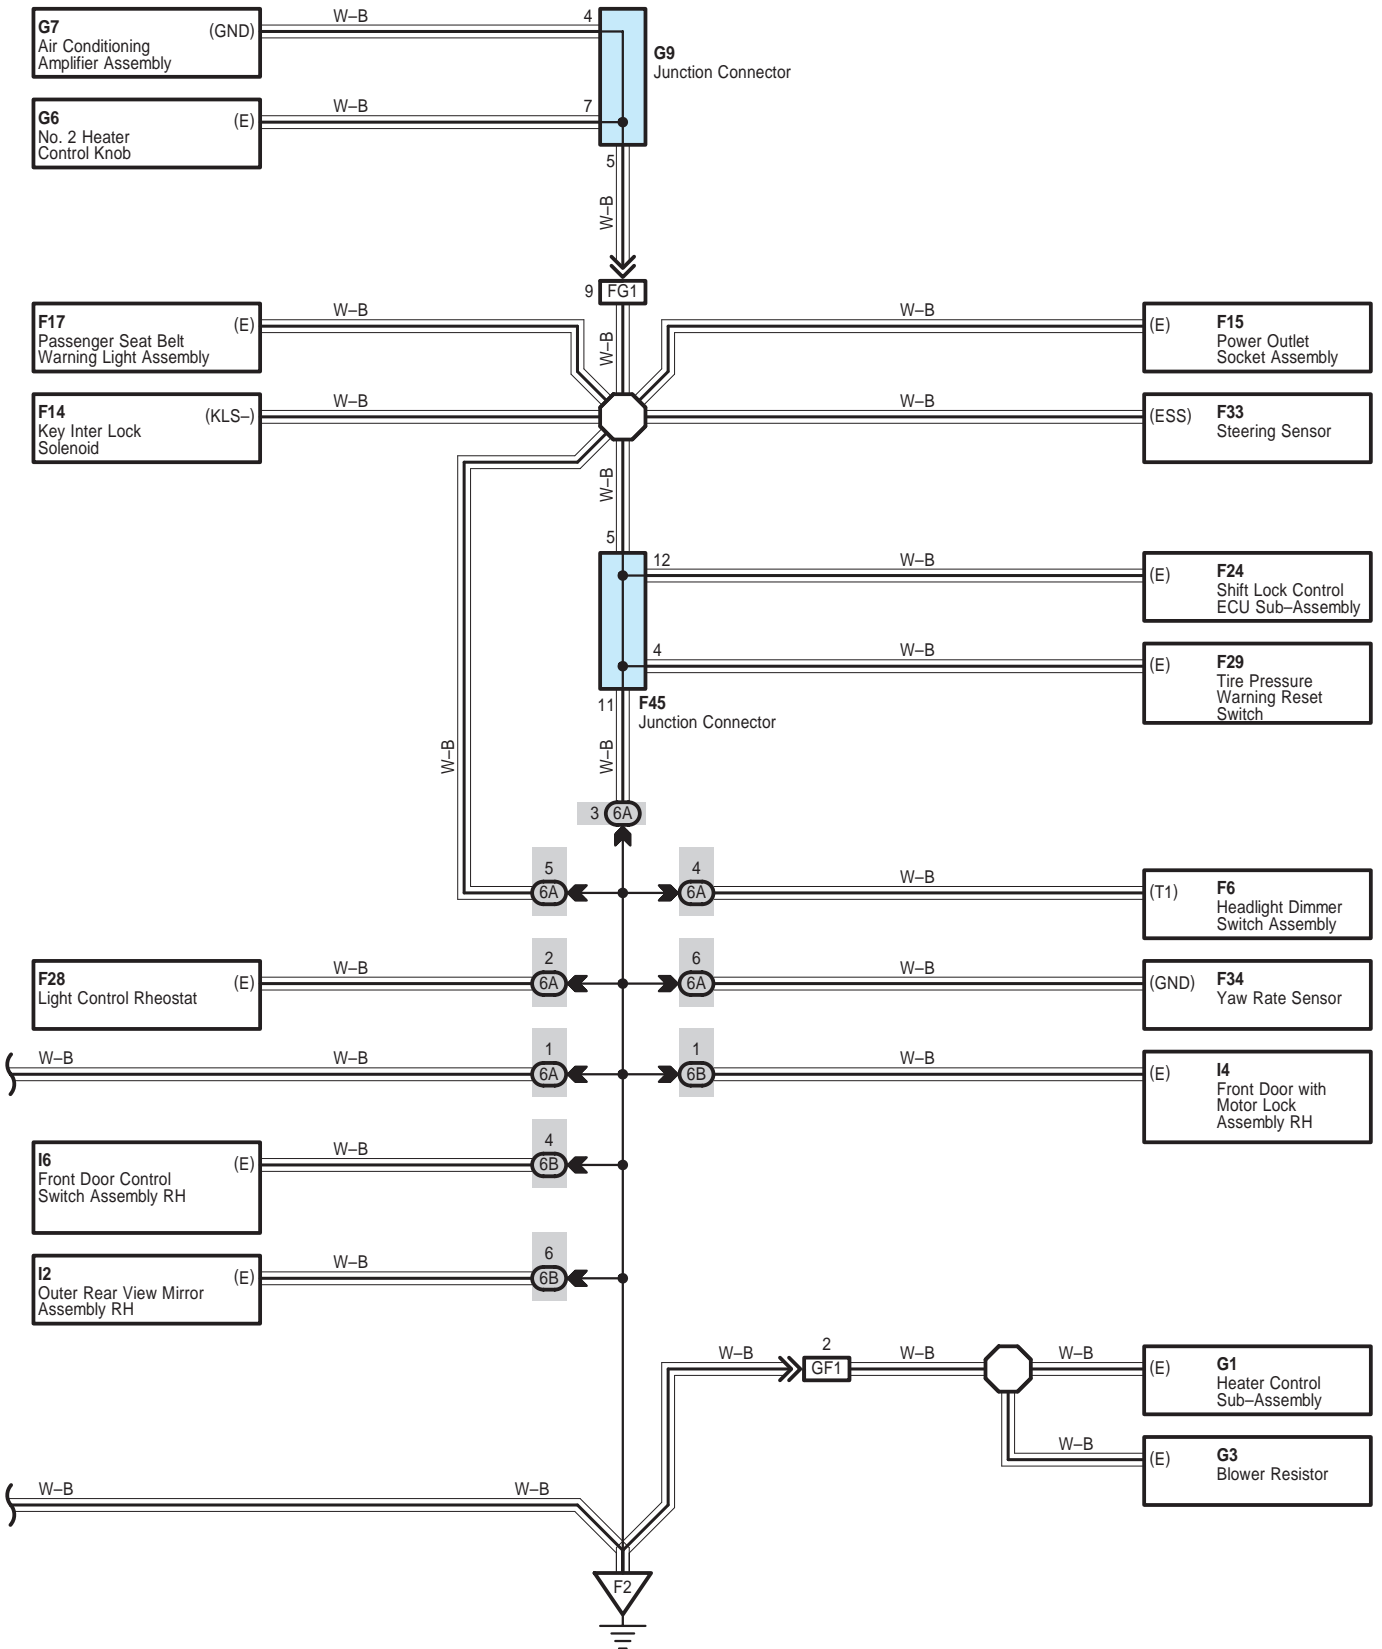 G7
(GND)
Air Conditioning
Amplifier Assembly
W–B
4
G9
Junction Connector
G6
(E)
No. 2 Heater
Control Knob
W–B
7
5
W–B
9
FG1
F17
(E)
Passenger Seat Belt
Warning Light Assembly
W–B
W–B
W–B
(E)
F15
Power Outlet
Socket Assembly
F14
(KLS–)
Key Inter Lock
Solenoid
W–B
W–B
(ESS)
F33
Steering Sensor
W–B
5
12
W–B
(E)
F24
Shift Lock Control
ECU Sub–Assembly
4
W–B
(E)
F29
Tire Pressure
Warning Reset
Switch
11
F45
Junction Connector
W–B
W–B
3
6A
5
6A
4
6A
W–B
(T1)
F6
Headlight Dimmer
Switch Assembly
F28
(E)
Light Control Rheostat
W–B
2
6A
6
6A
W–B
(GND)
F34
Yaw Rate Sensor
W–B
W–B
1
6A
1
6B
W–B
(E)
I4
Front Door with
Motor Lock
Assembly RH
I6
(E)
Front Door Control
Switch Assembly RH
W–B
4
6B
I2
(E)
Outer Rear View Mirror
Assembly RH
W–B
6
6B
W–B
2
GF1
W–B
W–B
(E)
G1
Heater Control
Sub–Assembly
W–B
(E)
G3
Blower Resistor
W–B
W–B
F2